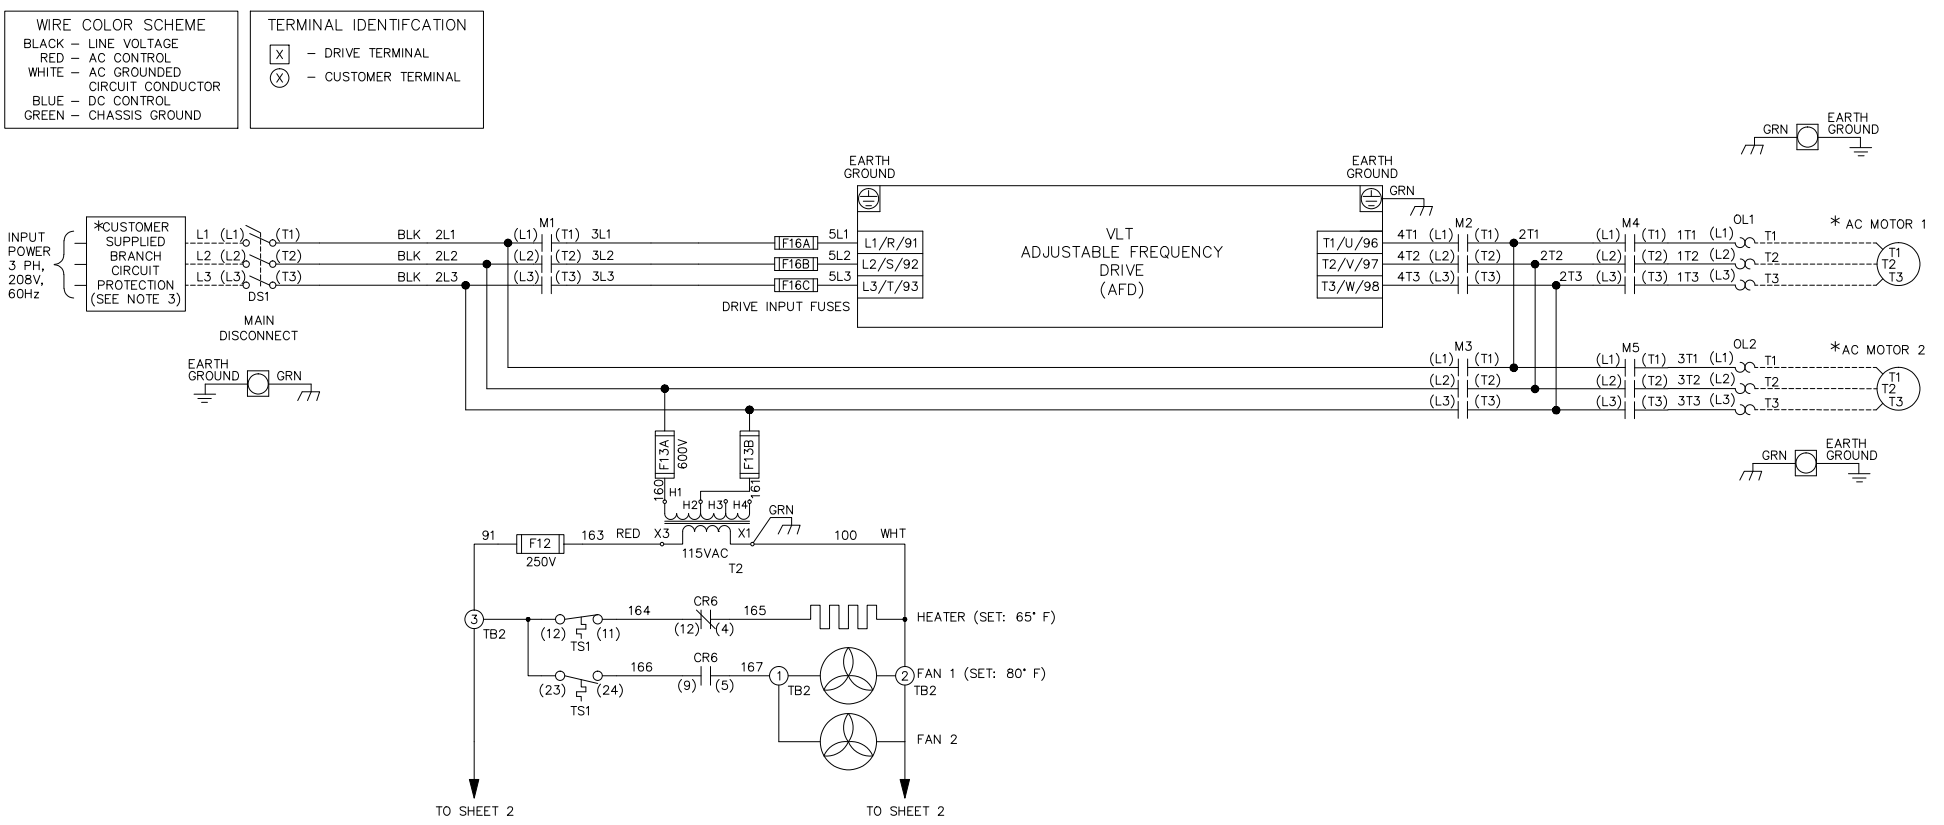 WIRE COLOR SCHEME
BLACK – LINE VOLTAGE
RED – AC CONTROL
WHITE – AC GROUNDED
CIRCUIT CONDUCTOR
BLUE – DC CONTROL
GREEN – CHASSIS GROUND
TERMINAL IDENTIFCATION
X – DRIVE TERMINAL
X – CUSTOMER TERMINAL
GRN
EARTH
GROUND
INPUT
POWER
3 PH,
208V,
60Hz
*CUSTOMER
SUPPLIED
BRANCH
CIRCUIT
PROTECTION
(SEE NOTE 3)
L1 (L1) (T1) BLK 2L1
L2 (L2) (T2) BLK 2L2
L3 (L3) (T3) BLK 2L3
DS1
MAIN
DISCONNECT
EARTH
GROUND
GRN
M1
(L1) (T1) 3L1
(L2) (T2) 3L2
(L3) (T3) 3L3
F16A 5L1
F16B 5L2
F16C 5L3
DRIVE INPUT FUSES
EARTH
GROUND
L1/R/91
L2/S/92
L3/T/93
VLT
ADJUSTABLE FREQUENCY
DRIVE
(AFD)
EARTH
GROUND
GRN
T1/U/96
T2/V/97
T3/W/98
M2
4T1 (L1) (T1) 2T1
4T2 (L2) (T2) 2T2
4T3 (L3) (T3) 2T3
M4
(L1) (T1) 1T1 (L1)
(L2) (T2) 1T2 (L2)
(L3) (T3) 1T3 (L3)
OL1
T1
T2
T3
* AC MOTOR 1
T1
T2
T3
M3
(L1) (T1)
(L2) (T2)
(L3) (T3)
M5
(L1) (T1) 3T1 (L1)
(L2) (T2) 3T2 (L2)
(L3) (T3) 3T3 (L3)
OL2
T1
T2
T3
*AC MOTOR 2
T1
T2
T3
GRN
EARTH
GROUND
F13A
600V
F13B
160
161
H1
H2 H3 H4
GRN
91
F12
250V
163 RED X3
115VAC
X1
100 WHT
T2
3
TB2
(12) (11)
TS1
164
CR6
(12) (4)
165
HEATER (SET: 65° F)
(23) (24)
TS1
166
CR6
(9) (5)
167
1
TB2
2
TB2
FAN 1 (SET: 80° F)
FAN 2
TO SHEET 2
TO SHEET 2